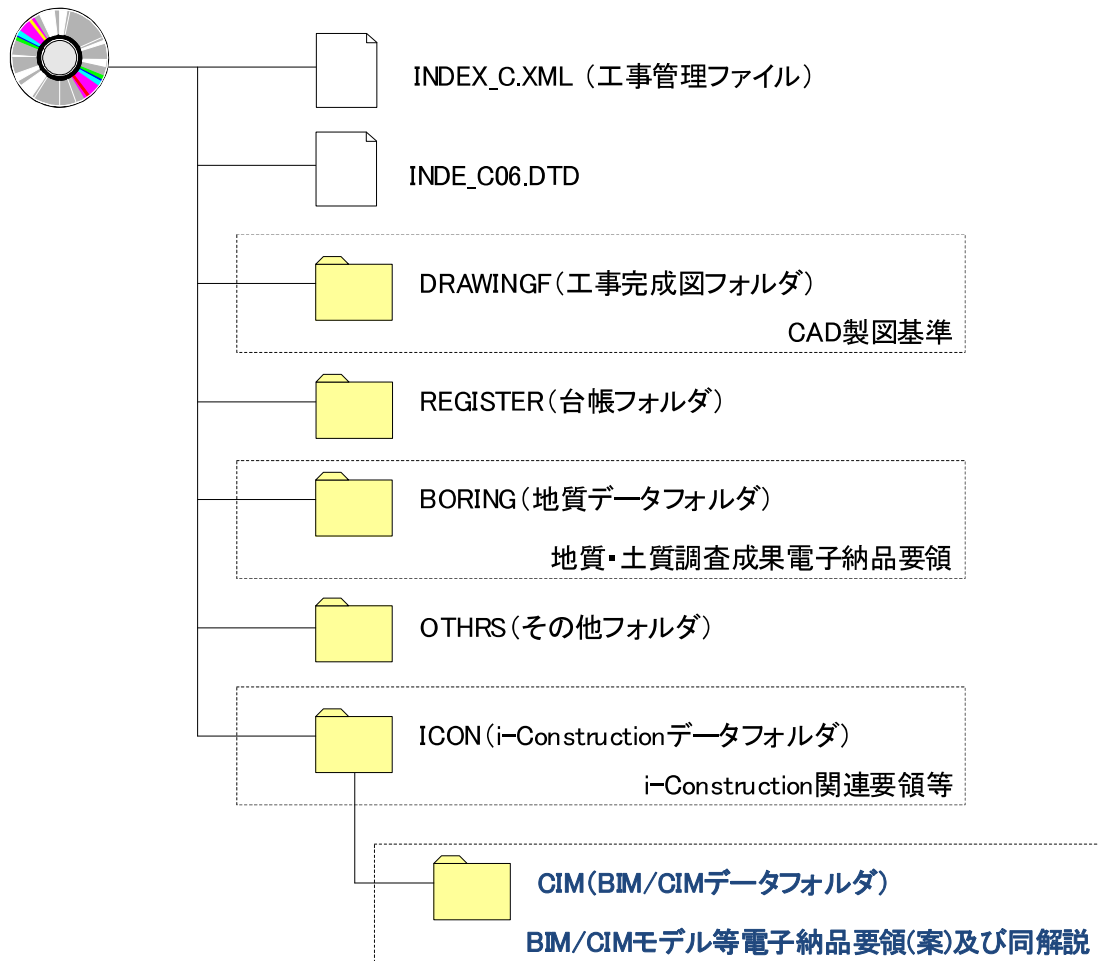 INDEX_C.XML (工事管理ファイル)
INDE_C06.DTD
DRAWINGF(工事完成図フォルダ)
CAD製図基準
REGISTER(台帳フォルダ)
BORING(地質データフォルダ)
地質・土質調査成果電子納品要領
OTHRS(その他フォルダ)
ICON(i-Constructionデータフォルダ)
i-Construction関連要領等
CIM(BIM/CIMデータフォルダ)
BIM/CIMモデル等電子納品要領(案)及び同解説